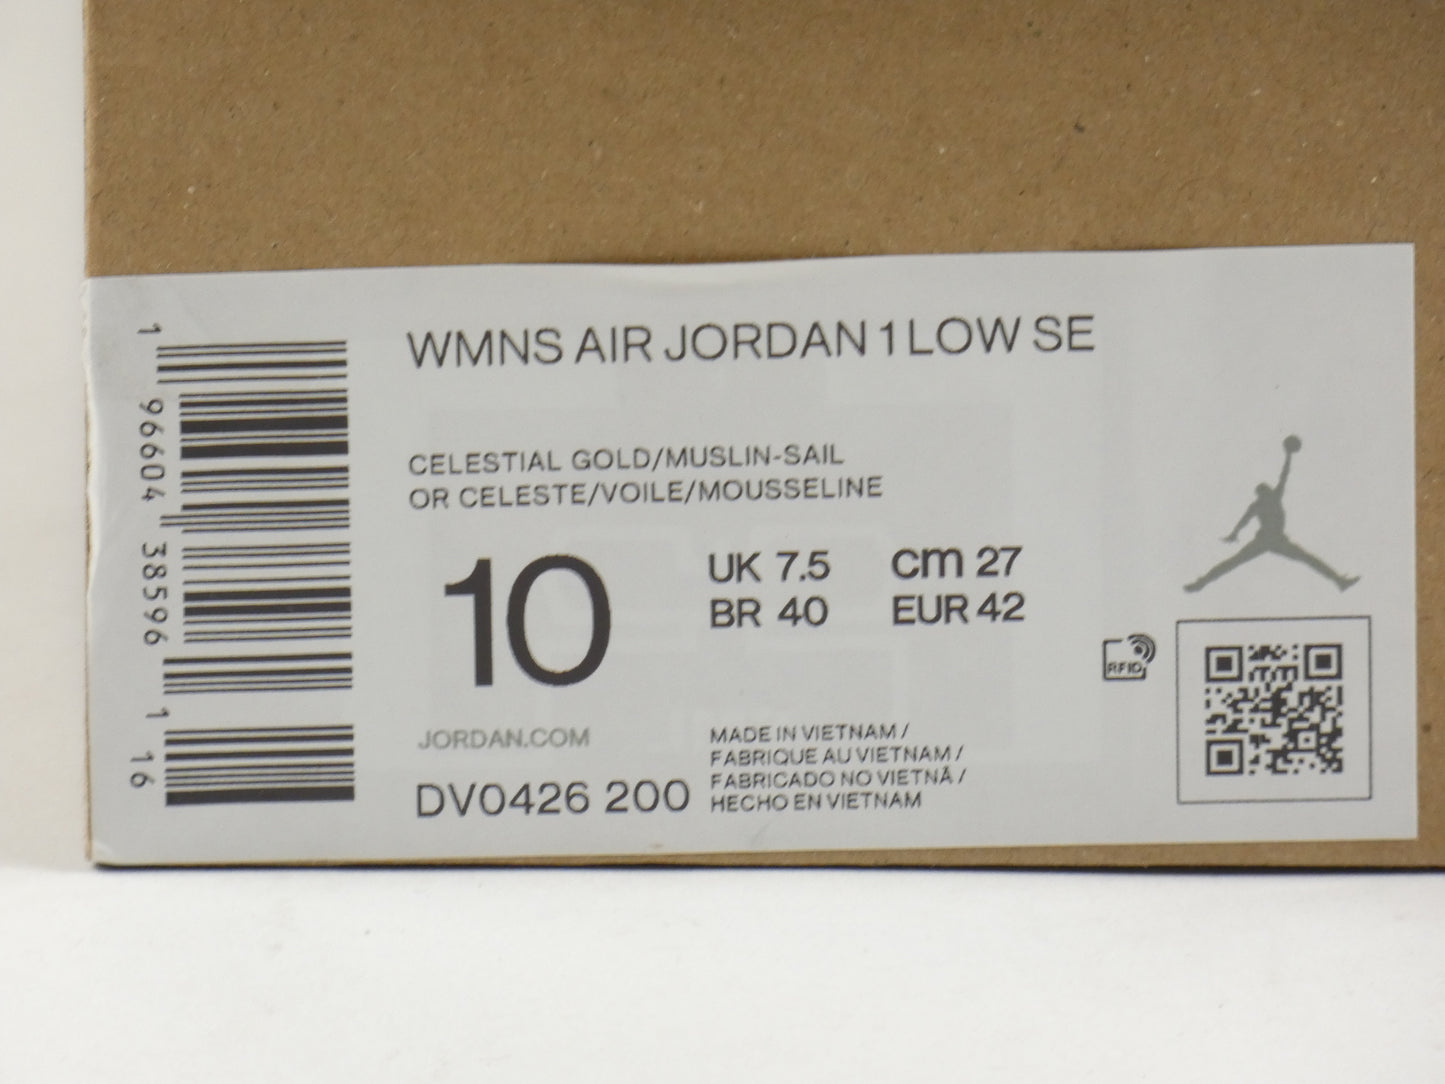 WMNS AIR JORDAN 1 LOW SE
CELESTIAL GOLD/MUSLIN-SAIL
OR CELESTE/VOILE/MOUSSELINE
10
UK 7.5 cm 27
BR 40 EUR 42
RFID
JORDAN.COM
DV0426 200
MADE IN VIETNAM /
FABRIQUE AU VIETNAM /
FABRICADO NO VIETNÃ /
HECHO EN VIETNAM
1 96604 38596 1 16